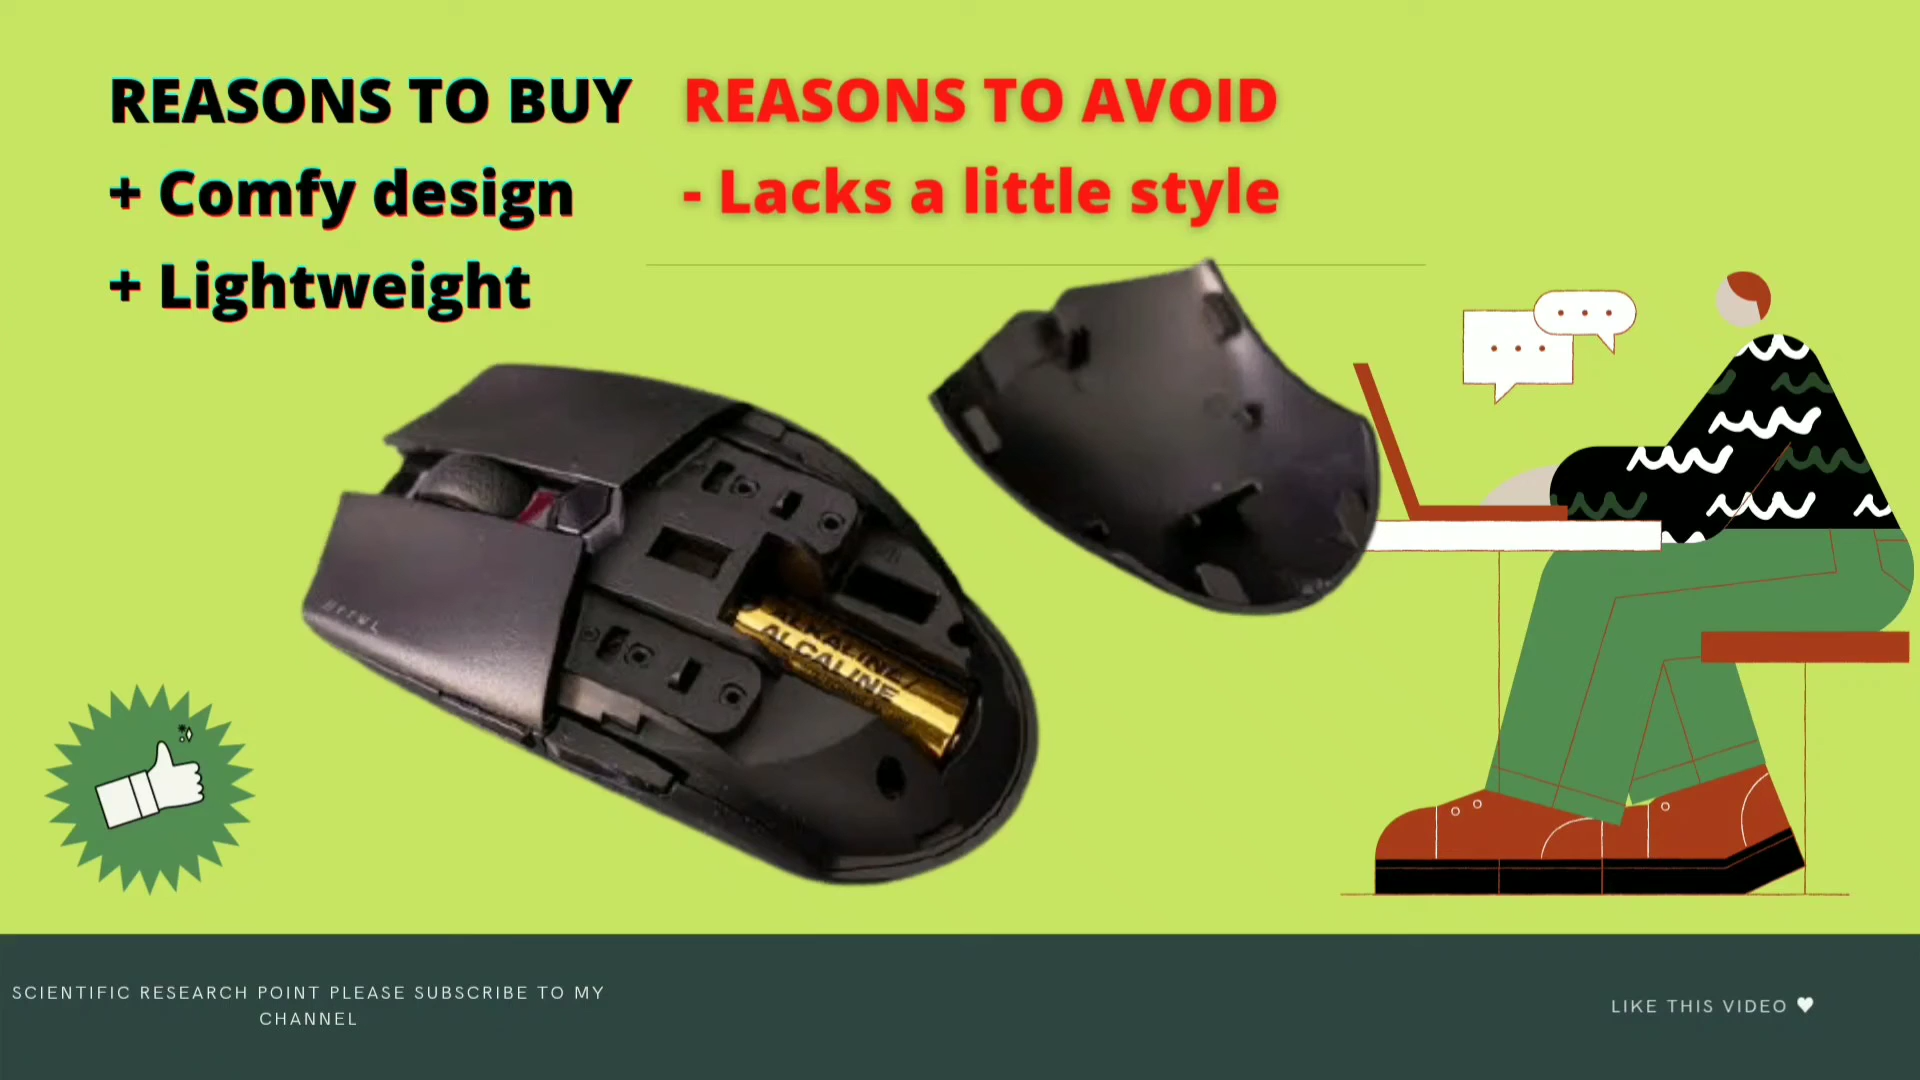 REASONS TO BUY
+ Comfy design
+ Lightweight
REASONS TO AVOID
- Lacks a little style
ALKALINE/
ALCALINE
SCIENTIFIC RESEARCH POINT PLEASE SUBSCRIBE TO MY
CHANNEL
LIKE THIS VIDEO ♥